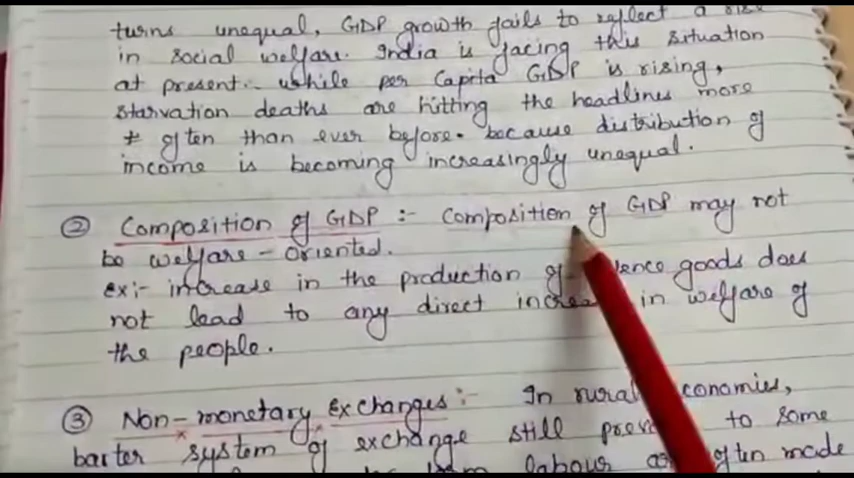 turns unequal, GDP growth fails to reflect a rise
in social welfare. India is facing this situation
at present. while per Capita GDP is rising,
starvation deaths are hitting the headlines more
* often than ever before. because distribution of
income is becoming increasingly unequal.
② Composition of GDP :- Composition of GDP may not
be welfare-oriented.
ex:- increase in the production of goods does
not lead to any direct in welfare of
the people.
③ Non-monetary exchanges :- In rural
barter system of exchange still to some
labour often made